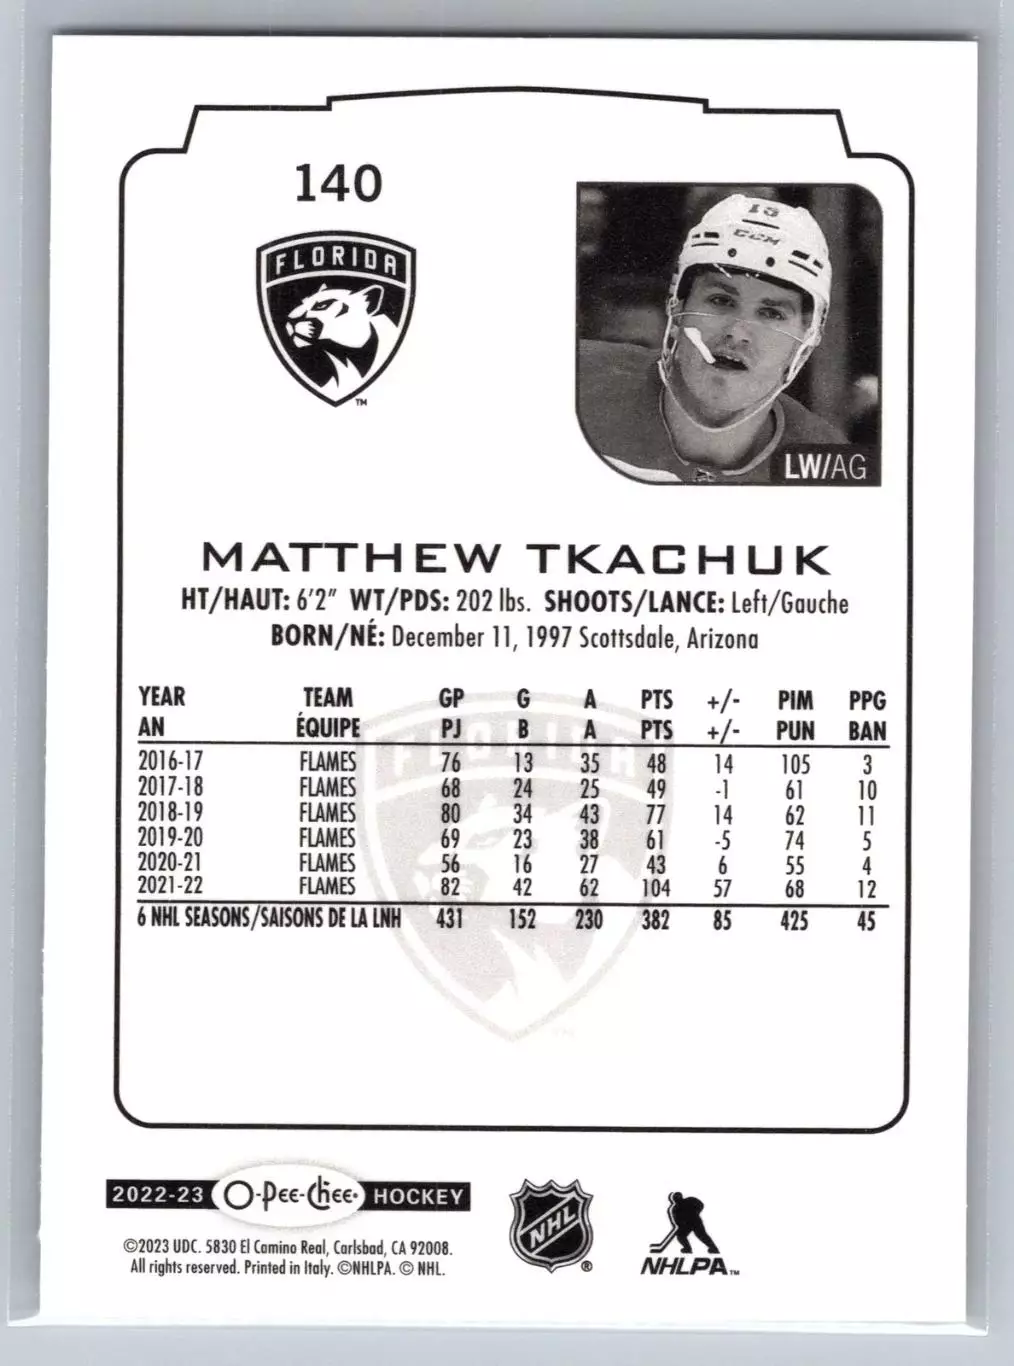 140
FLORIDA
TM
15
CCM
LW/AG
MATTHEW TKACHUK
HT/HAUT: 6'2" WT/PDS: 202 lbs. SHOOTS/LANCE: Left/Gauche
BORN/NÉ: December 11, 1997 Scottsdale, Arizona
YEAR TEAM GP G A PTS +/- PIM PPG
AN ÉQUIPE PJ B A PTS +/- PUN BAN
2016-17 FLAMES 76 13 35 48 14 105 3
2017-18 FLAMES 68 24 25 49 -1 61 10
2018-19 FLAMES 80 34 43 77 14 62 11
2019-20 FLAMES 69 23 38 61 -5 74 5
2020-21 FLAMES 56 16 27 43 6 55 4
2021-22 FLAMES 82 42 62 104 57 68 12
6 NHL SEASONS/SAISONS DE LA LNH 431 152 230 382 85 425 45
FLORIDA
2022-23 O-Pee-Chee HOCKEY
©2023 UDC. 5830 El Camino Real, Carlsbad, CA 92008.
All rights reserved. Printed in Italy. ©NHLPA. © NHL.
NHL ®
NHLPA TM